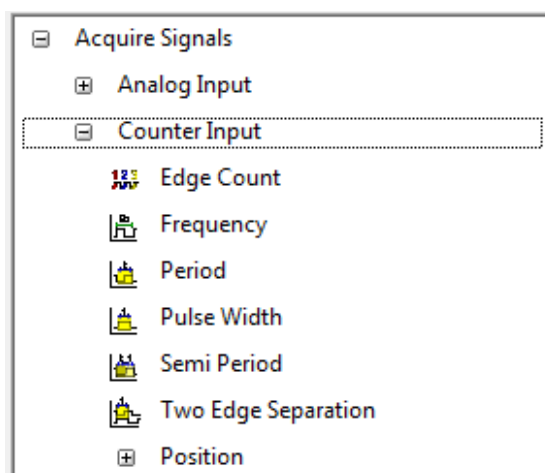 Acquire Signals
Analog Input
Counter Input
Edge Count
Frequency
Period
Pulse Width
Semi Period
Two Edge Separation
Position